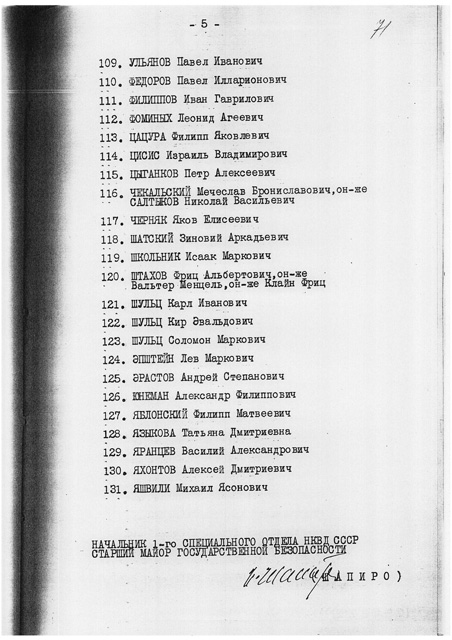 - 5 -
71
109. УЛЬЯНОВ Павел Иванович
110. ФЕДОРОВ Павел Илларионович
111. ФИЛИППОВ Иван Гаврилович
112. ФОМИНЫХ Леонид Агеевич
113. ЦАЦУРА Филипп Яковлевич
114. ЦИСИС Израиль Владимирович
115. ЦЫГАНКОВ Петр Алексеевич
116. ЧЕКАЛЬСКИЙ Мечеслав Брониславович,он-же
САЛТЫКОВ Николай Васильевич
117. ЧЕРНЯК Яков Елисеевич
118. ШАТСКИЙ Зиновий Аркадьевич
119. ШКОЛЬНИК Исаак Маркович
120. ШТАХОВ Фриц Альбертович,он-же
Вальтер Менцель,он-же Клайн Фриц
121. ШУЛЬЦ Карл Иванович
122. ШУЛЬЦ Кир Эвальдович
123. ШУЛЬЦ Соломон Маркович
124. ЭПШТЕЙН Лев Маркович
125. ЭРАСТОВ Андрей Степанович
126. ЮНЕМАН Александр Филиппович
127. ЯБЛОНСКИЙ Филипп Матвеевич
128. ЯЗЫКОВА Татьяна Дмитриевна
129. ЯРАНЦЕВ Василий Александрович
130. ЯХОНТОВ Алексей Дмитриевич
131. ЯШВИЛИ Михаил Ясонович
НАЧАЛЬНИК 1-го СПЕЦИАЛЬНОГО ОТДЕЛА НКВД СССР
СТАРШИЙ МАЙОР ГОСУДАРСТВЕННОЙ БЕЗОПАСНОСТИ
(ШАПИРО)